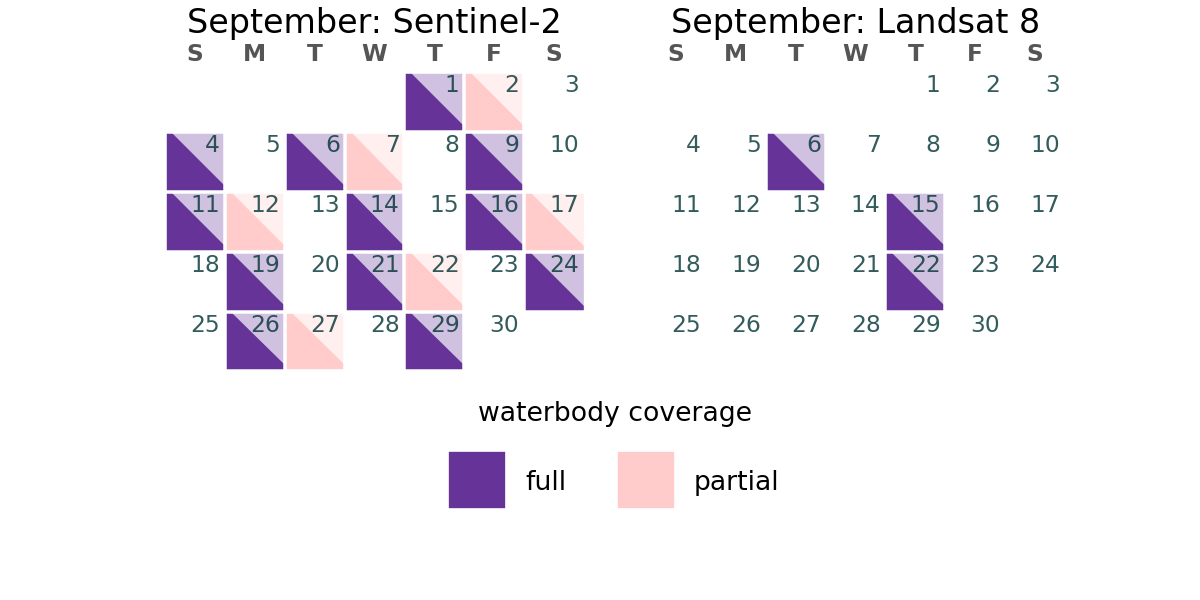 September: Sentinel-2
S M T W T F S
1 2 3
4 5 6 7 8 9 10
11 12 13 14 15 16 17
18 19 20 21 22 23 24
25 26 27 28 29 30
September: Landsat 8
S M T W T F S
1 2 3
4 5 6 7 8 9 10
11 12 13 14 15 16 17
18 19 20 21 22 23 24
25 26 27 28 29 30
waterbody coverage
full
partial